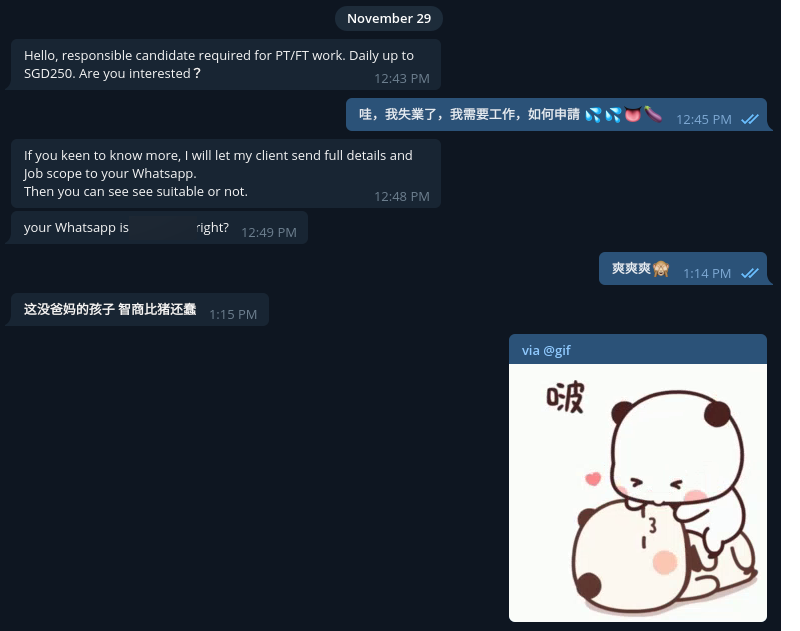 November 29
Hello, responsible candidate required for PT/FT work. Daily up to
SGD250. Are you interested？
12:43 PM
哇，我失業了，我需要工作，如何申請 💦💦👅🍆 12:45 PM
If you keen to know more, I will let my client send full details and
Job scope to your Whatsapp.
Then you can see see suitable or not.
12:48 PM
your Whatsapp is right? 12:49 PM
爽爽爽🙈 1:14 PM
这没爸妈的孩子 智商比猪还蠢 1:15 PM
via @gif
啵